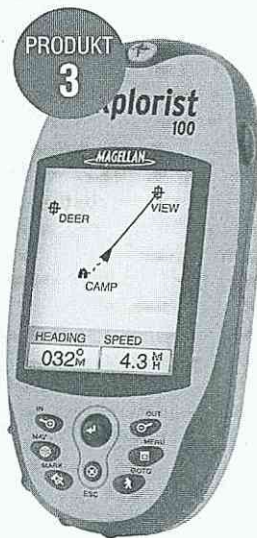 PRODUKT
3
xplorist
100
MAGELLAN
DEER
VIEW
CAMP
HEADING SPEED
032°M 4.3 MH
IN
OUT
NAV
MENU
MARK
GOTO
ESC